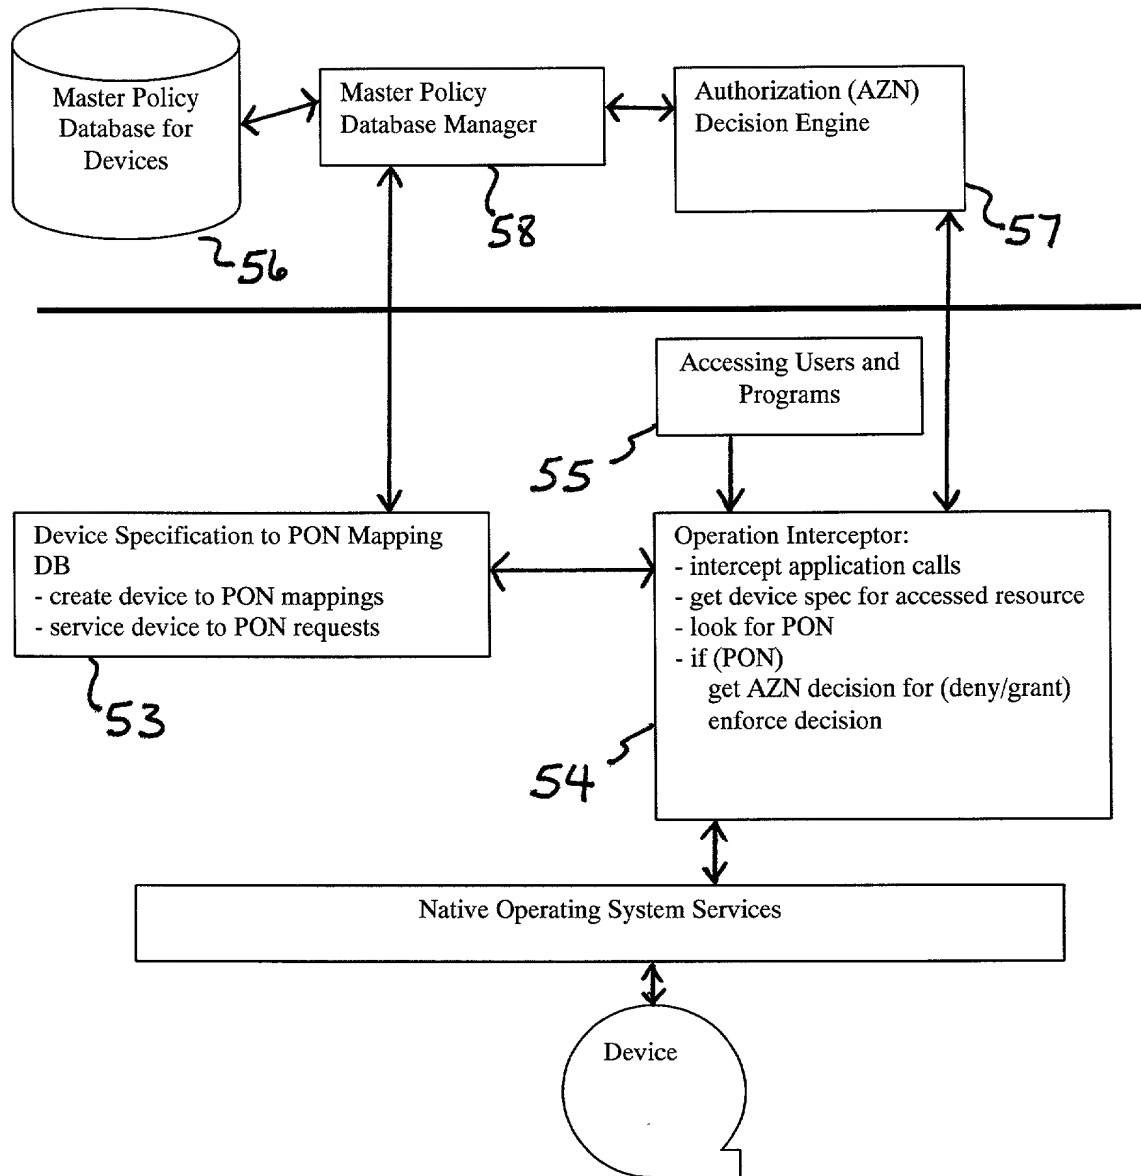 Master Policy
Database for
Devices
Master Policy
Database Manager
Authorization (AZN)
Decision Engine
58
57
56
Accessing Users and
Programs
55
Device Specification to PON Mapping
DB
- create device to PON mappings
- service device to PON requests
53
Operation Interceptor:
- intercept application calls
- get device spec for accessed resource
- look for PON
- if (PON)
get AZN decision for (deny/grant)
enforce decision
54
Native Operating System Services
Device